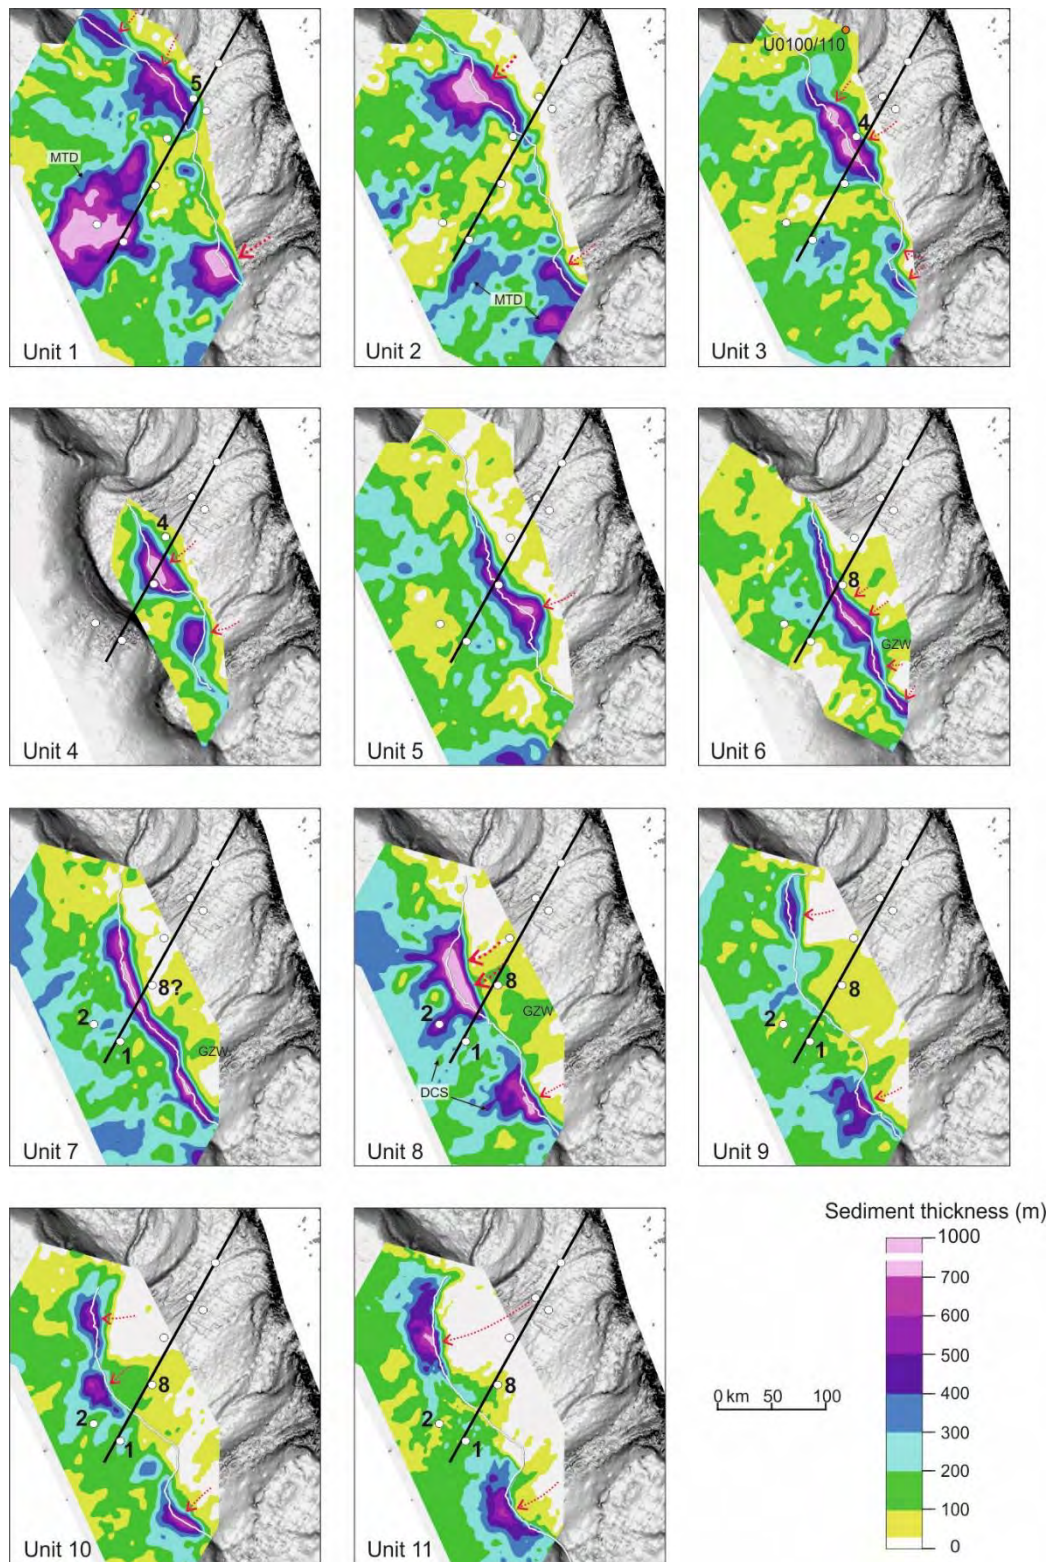 5
MTD
Unit 1
MTD
Unit 2
U0100/110
4
Unit 3
4
Unit 4
Unit 5
8
GZW
Unit 6
8?
2
1
GZW
Unit 7
8
2
GZW
1
DCS
Unit 8
8
2
1
Unit 9
8
2
1
Unit 10
8
2
1
Unit 11
Sediment thickness (m)
1000
700
600
500
400
300
200
100
0
0 km 50 100